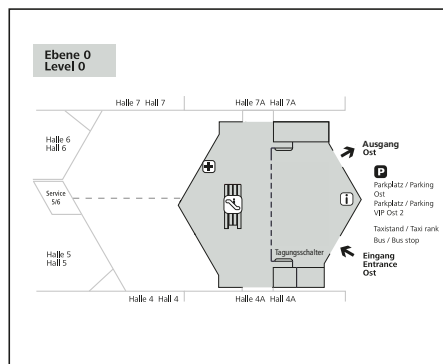 Ebene 0
Level 0
Halle 7 Hall 7
Halle 7A Hall 7A
Halle 6
Hall 6
Ausgang
Ost
P
Parkplatz / Parking
Ost
Parkplatz / Parking
VIP Ost 2
Taxistand / Taxi rank
Bus / Bus stop
Service
5/6
i
Halle 5
Hall 5
Tagungsschalter
Eingang
Entrance
Ost
Halle 4 Hall 4
Halle 4A Hall 4A